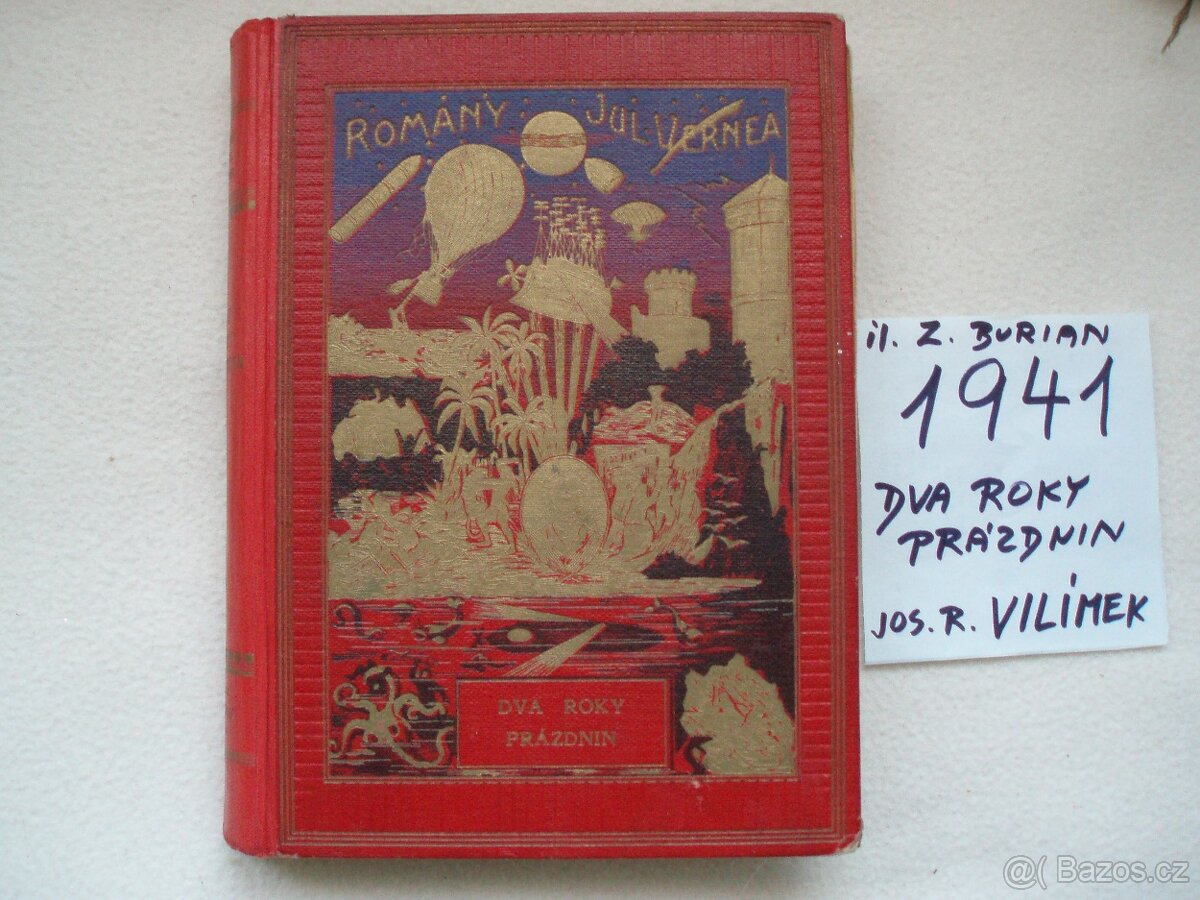 ROMÁNY JUL. VERNEA
DVA ROKY
PRÁZDNIN
il. Z. BURIAN
1941
DVA ROKY
PRÁZDNIN
JOS. R. VILÍMEK
@( Bazos.cz